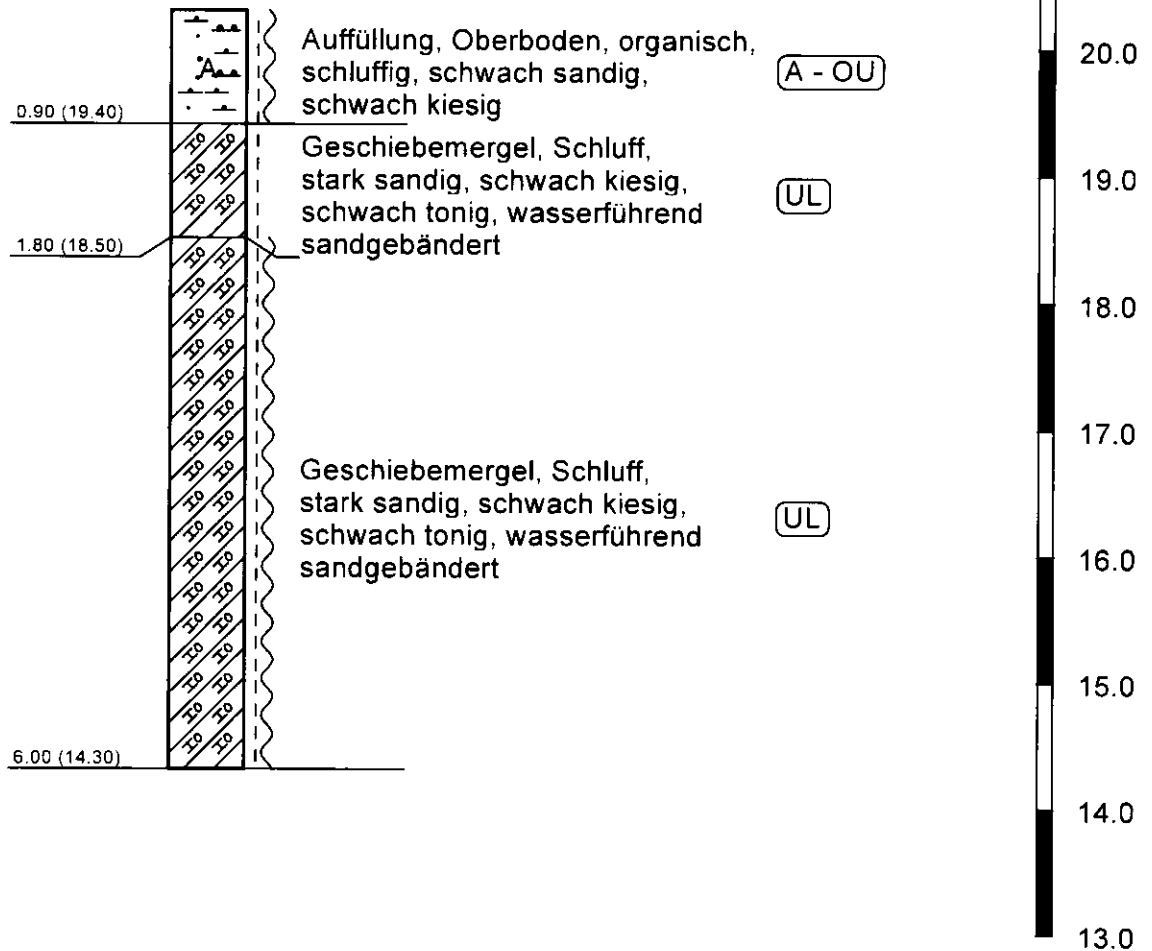 Auffüllung, Oberboden, organisch,
schluffig, schwach sandig,
schwach kiesig
A - OU
A
0.90 (19.40)
Geschiebemergel, Schluff,
stark sandig, schwach kiesig,
schwach tonig, wasserführend
sandgebändert
UL
1.80 (18.50)
Geschiebemergel, Schluff,
stark sandig, schwach kiesig,
schwach tonig, wasserführend
sandgebändert
UL
6.00 (14.30)
20.0
19.0
18.0
17.0
16.0
15.0
14.0
13.0